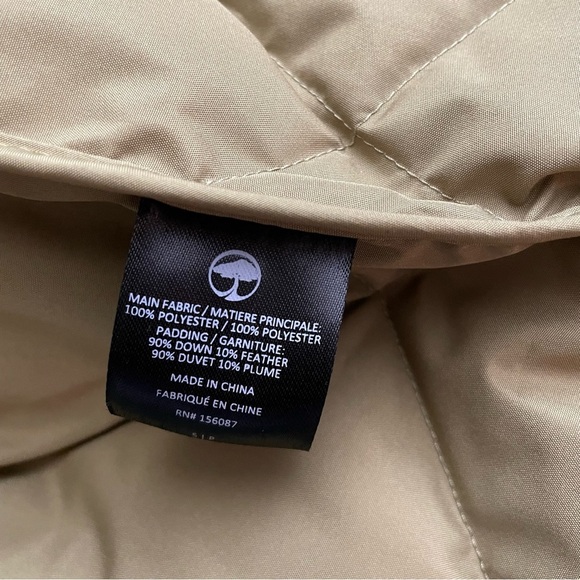 MAIN FABRIC / MATIERE PRINCIPALE:
100% POLYESTER / 100% POLYESTER
PADDING / GARNITURE:
90% DOWN 10% FEATHER
90% DUVET 10% PLUME
MADE IN CHINA
FABRIQUÉ EN CHINE
RN# 156087